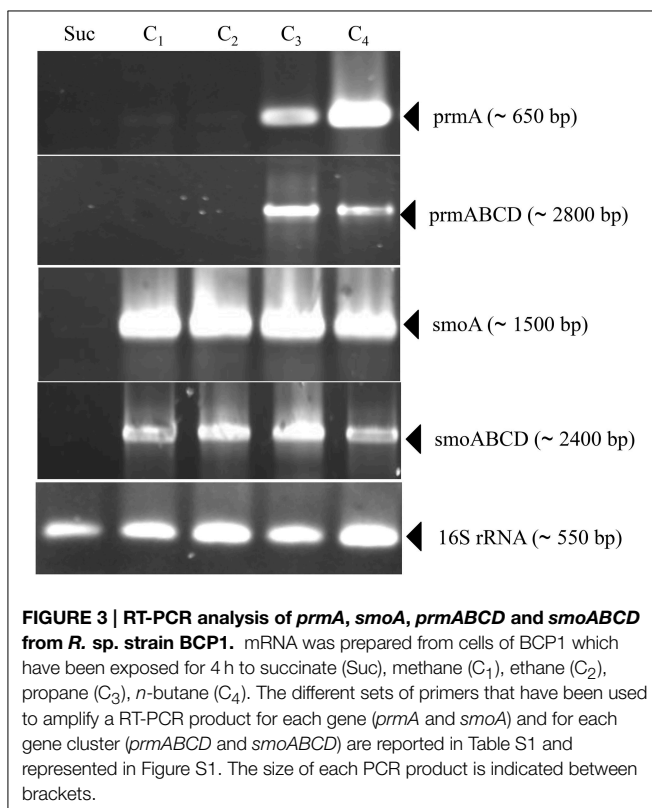 Suc C₁ C₂ C₃ C₄
prmA (~ 650 bp)
prmABCD (~ 2800 bp)
smoA (~ 1500 bp)
smoABCD (~ 2400 bp)
16S rRNA (~ 550 bp)
FIGURE 3 | RT-PCR analysis of prmA, smoA, prmABCD and smoABCD
from R. sp. strain BCP1. mRNA was prepared from cells of BCP1 which
have been exposed for 4 h to succinate (Suc), methane (C₁), ethane (C₂),
propane (C₃), n-butane (C₄). The different sets of primers that have been used
to amplify a RT-PCR product for each gene (prmA and smoA) and for each
gene cluster (prmABCD and smoABCD) are reported in Table S1 and
represented in Figure S1. The size of each PCR product is indicated between
brackets.